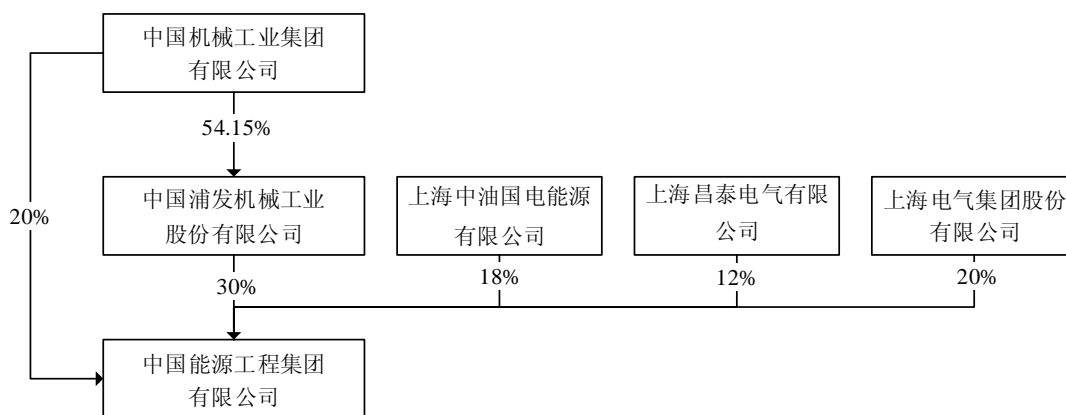 中国机械工业集团
有限公司
54.15%
20%
中国浦发机械工业
股份有限公司
上海中油国电能源
有限公司
上海昌泰电气有限
公司
上海电气集团股份
有限公司
30%
18%
12%
20%
中国能源工程集团
有限公司